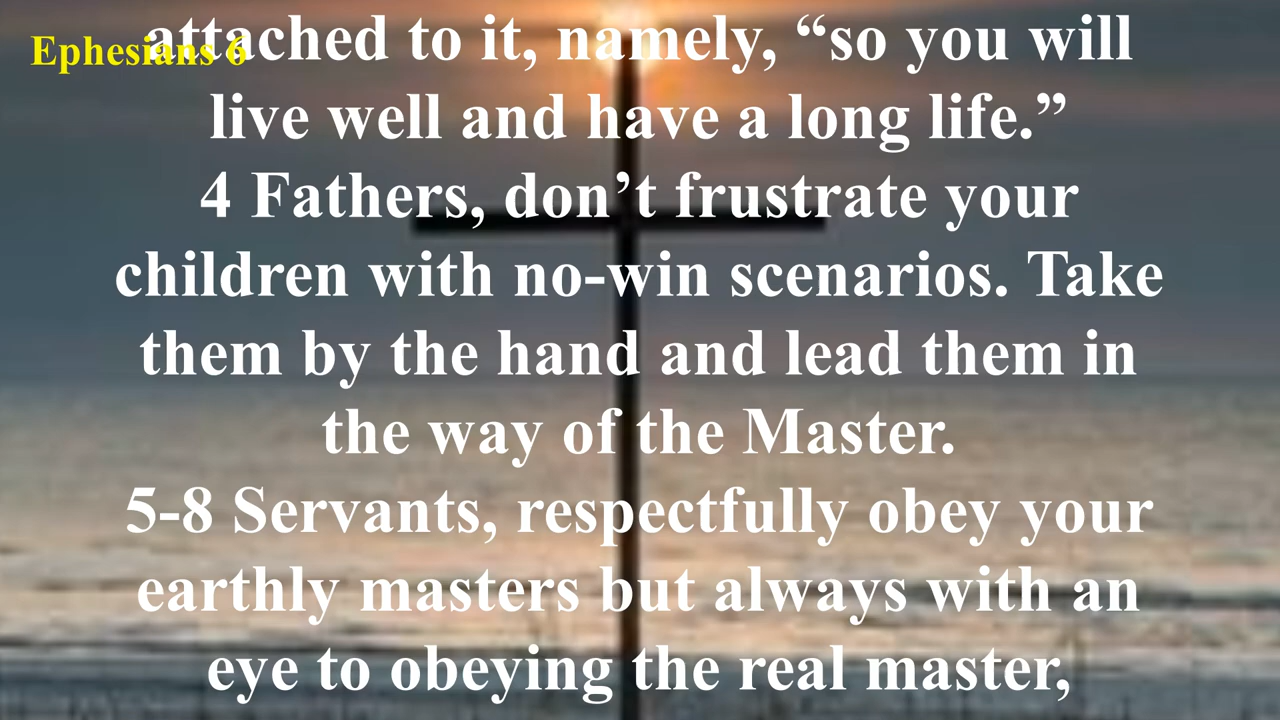 Ephesians 6
attached to it, namely, “so you will
live well and have a long life.”
4 Fathers, don’t frustrate your
children with no-win scenarios. Take
them by the hand and lead them in
the way of the Master.
5-8 Servants, respectfully obey your
earthly masters but always with an
eye to obeying the real master,